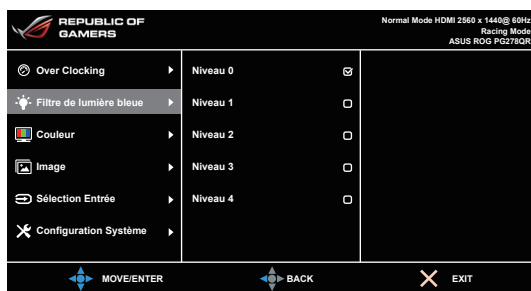 REPUBLIC OF
GAMERS
Normal Mode HDMI 2560 x 1440@ 60Hz
Racing Mode
ASUS ROG PG278QR
Over Clocking
Niveau 0
Filtre de lumière bleue
Niveau 1
Couleur
Niveau 2
Image
Niveau 3
Sélection Entrée
Niveau 4
Configuration Système
MOVE/ENTER
BACK
EXIT